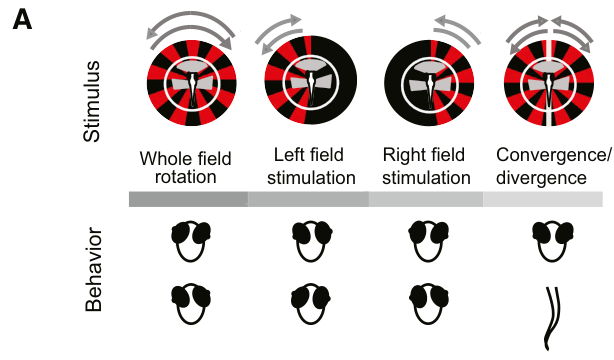 A
Stimulus
Whole field
rotation
Left field
stimulation
Right field
stimulation
Convergence/
divergence
Behavior